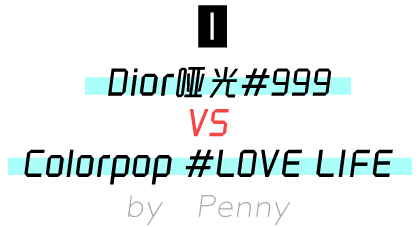 I
Dior哑光#999
VS
Colorpop #LOVE LIFE
by Penny